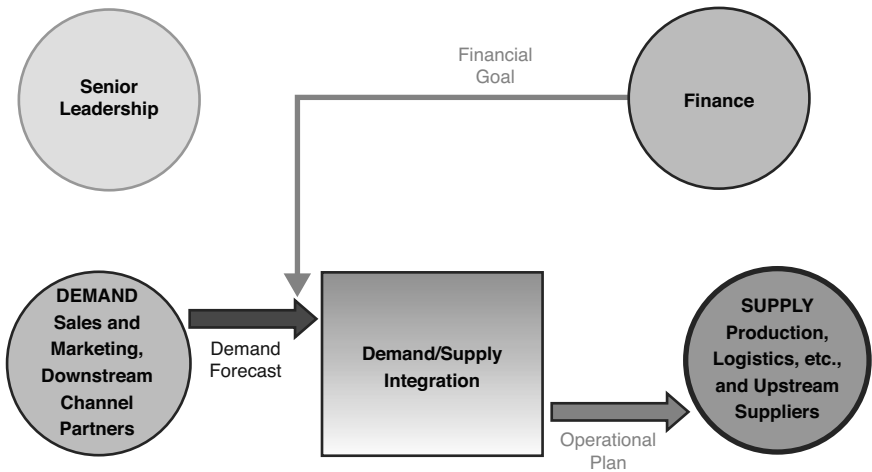 Senior
Leadership
Financial
Goal
Finance
DEMAND
Sales and
Marketing,
Downstream
Channel
Partners
Demand
Forecast
Demand/Supply
Integration
Operational
Plan
SUPPLY
Production,
Logistics, etc.,
and Upstream
Suppliers